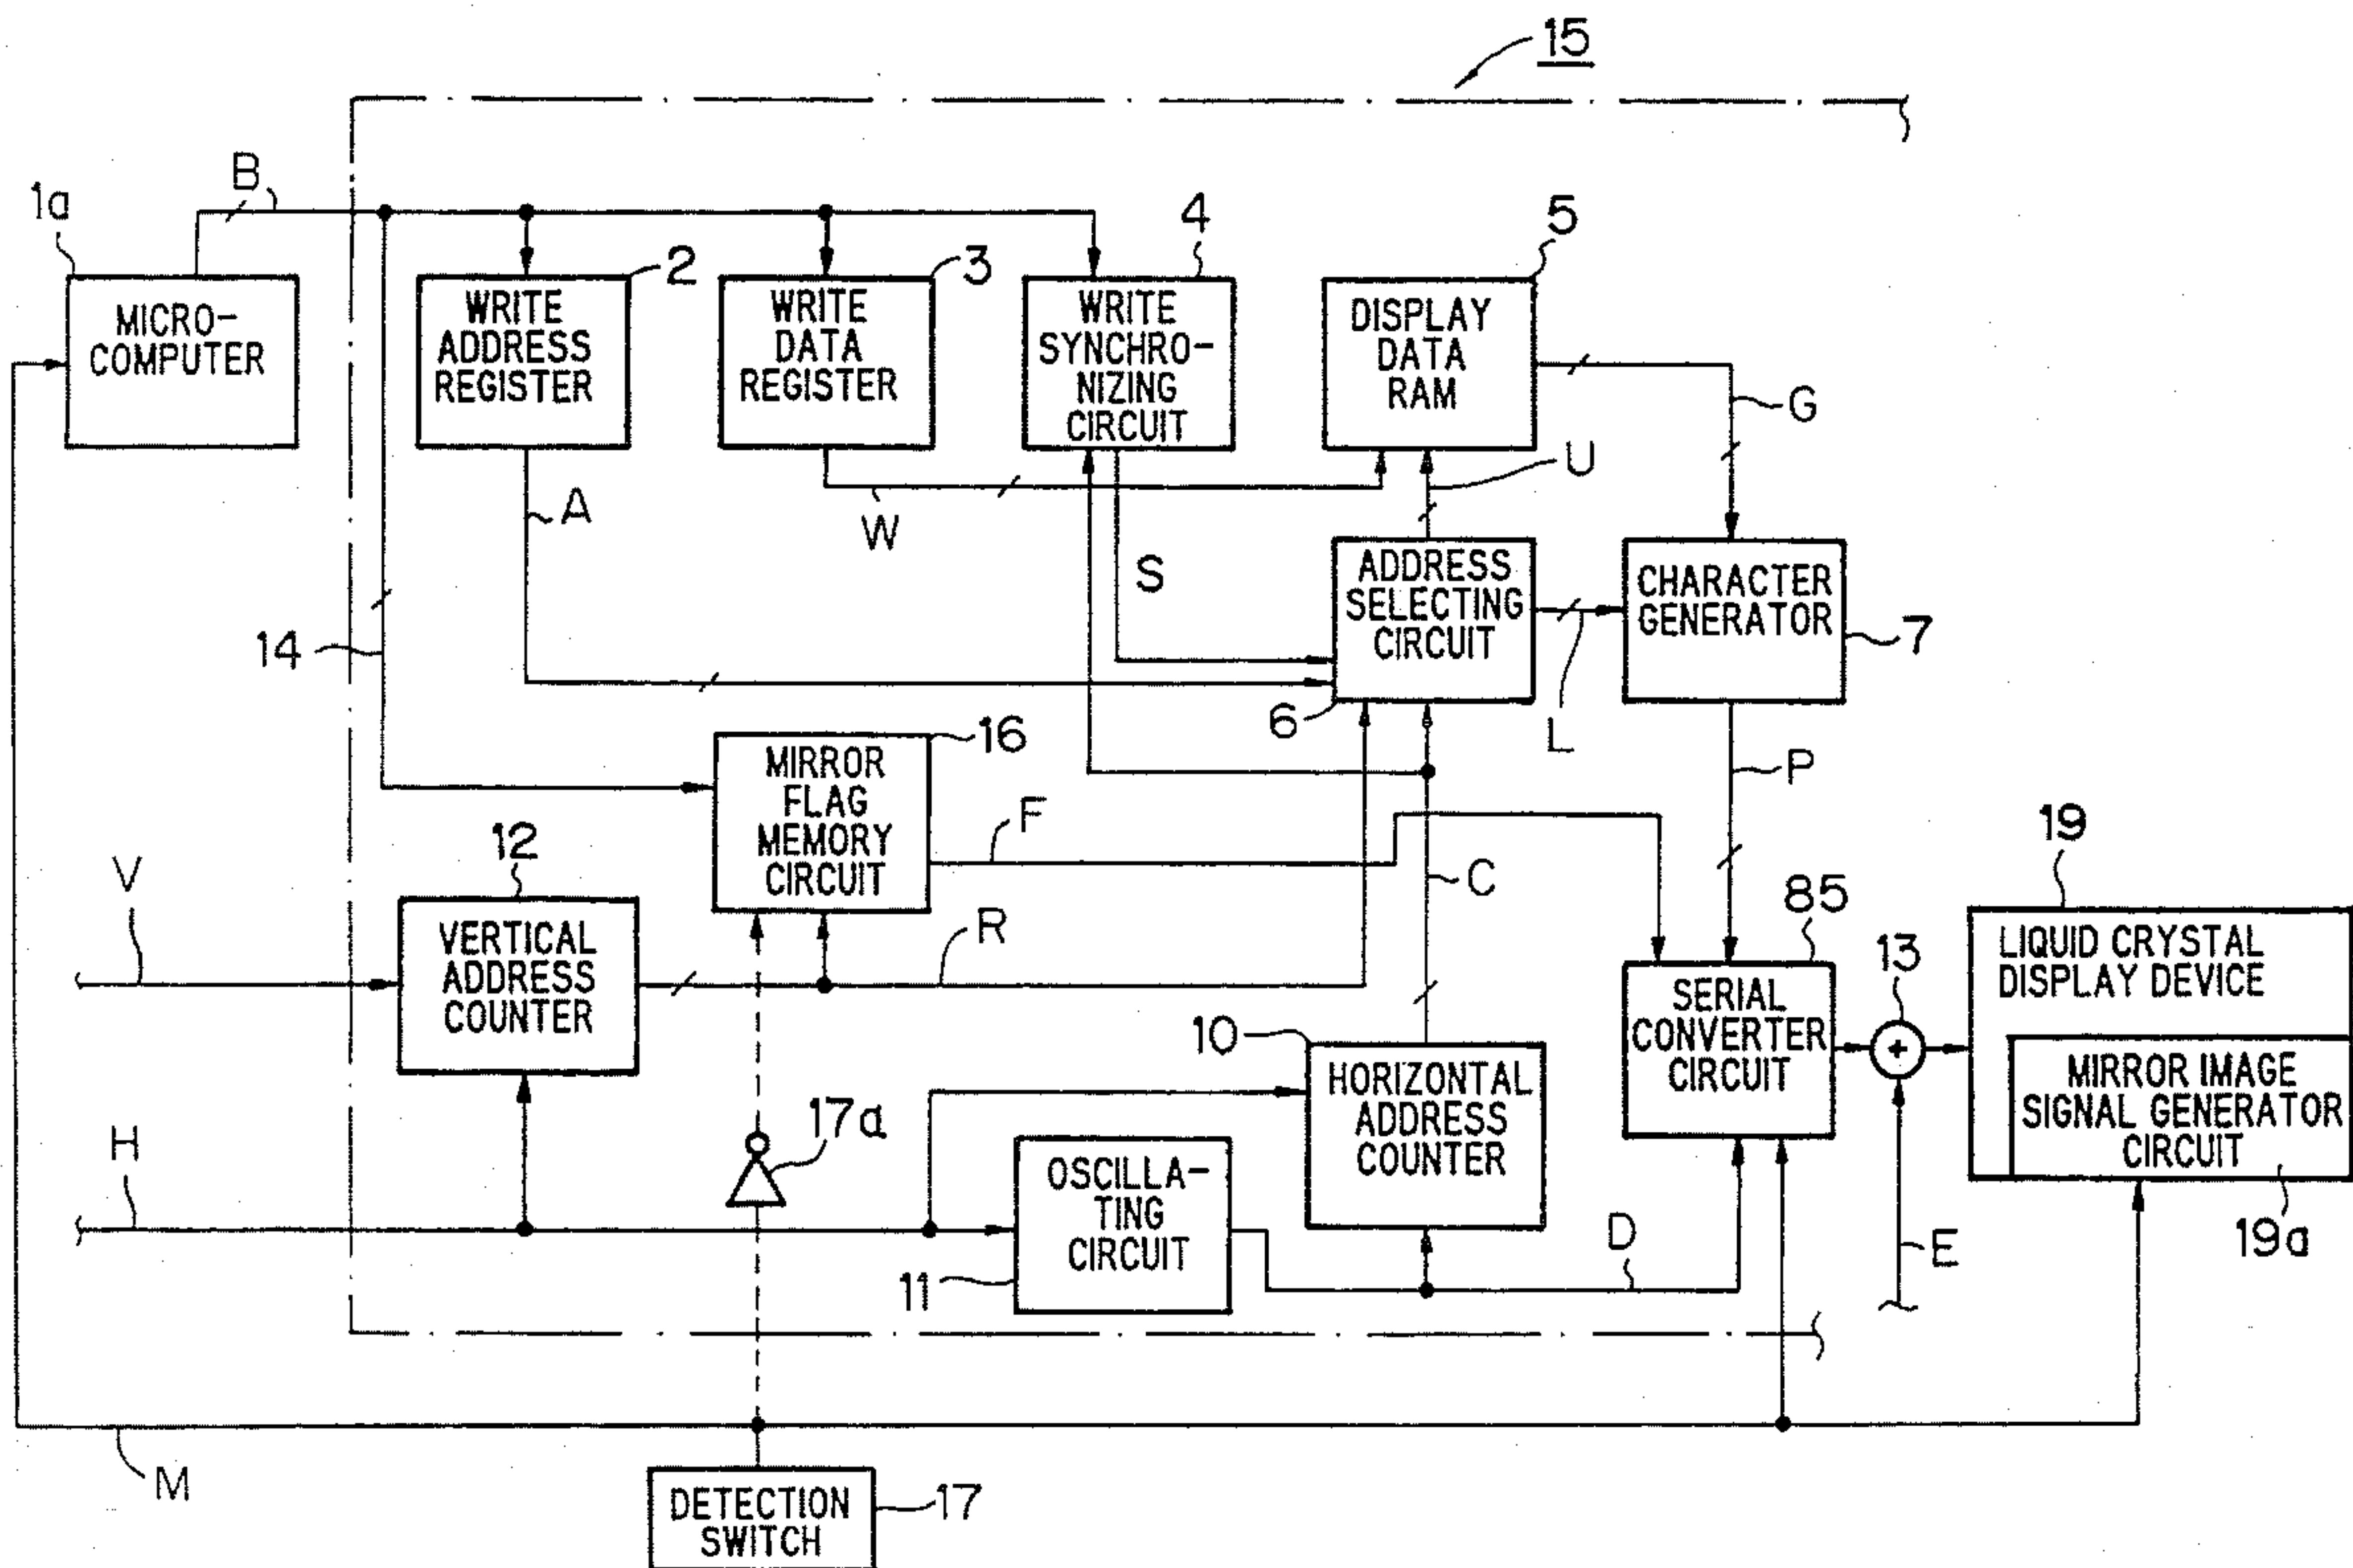 15
B
1a
MICRO-
COMPUTER
2
WRITE
ADDRESS
REGISTER
3
WRITE
DATA
REGISTER
4
WRITE
SYNCHRO-
NIZING
CIRCUIT
5
DISPLAY
DATA
RAM
G
U
A
W
S
14
ADDRESS
SELECTING
CIRCUIT
6
L
CHARACTER
GENERATOR
7
16
MIRROR
FLAG
MEMORY
CIRCUIT
F
C
P
V
12
VERTICAL
ADDRESS
COUNTER
R
10
HORIZONTAL
ADDRESS
COUNTER
85
SERIAL
CONVERTER
CIRCUIT
13
+
19
LIQUID CRYSTAL
DISPLAY DEVICE
MIRROR IMAGE
SIGNAL GENERATOR
CIRCUIT
19a
H
17a
OSCILLA-
TING
CIRCUIT
11
D
E
M
DETECTION
SWITCH
17